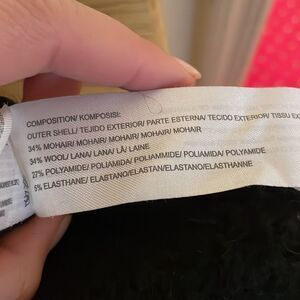 COMPOSITION/ KOMPOSISI:
OUTER SHELL/ TEJIDO EXTERIOR/ PARTE ESTERNA/ TECIDO EXTERIOR/ TISSU EX
34% MOHAIR/ MOHAIR/ MOHAIR/ MOHAIR/ MOHAIR
34% WOOL/ LANA/ LANA/ LÃ/ LAINE
27% POLYAMIDE/ POLIAMIDA/ POLIAMMIDE/ POLIAMIDA/ POLYAMIDE
5% ELASTHANE/ ELASTANO/ELASTAN/ELASTANO/ELASTHANNE